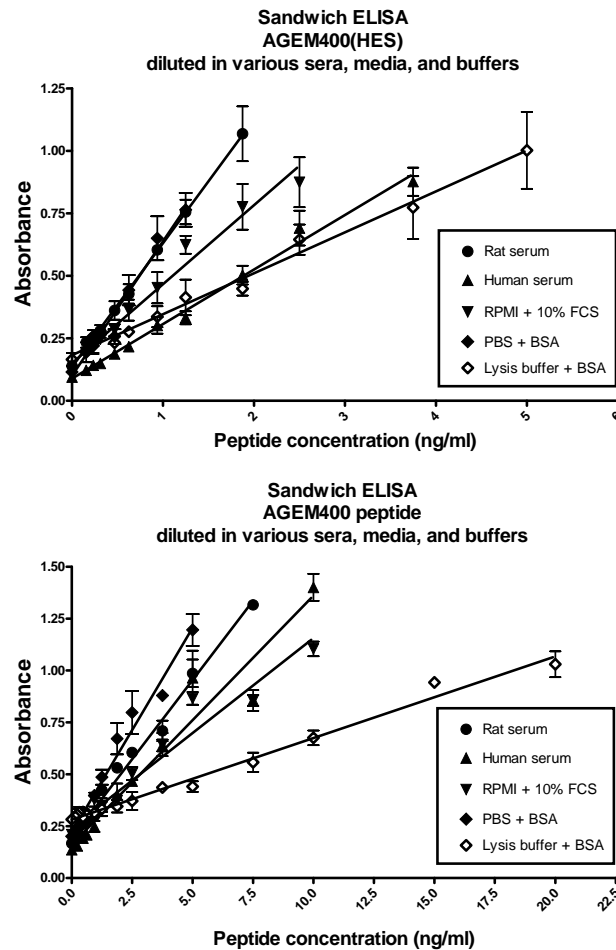 Sandwich ELISA
AGEM400(HES)
diluted in various sera, media, and buffers
1.25
1.00
0.75
0.50
0.25
0.00
Absorbance
Rat serum
Human serum
RPMI + 10% FCS
PBS + BSA
Lysis buffer + BSA
0 1 2 3 4 5 6
Peptide concentration (ng/ml)
Sandwich ELISA
AGEM400 peptide
diluted in various sera, media, and buffers
1.50
1.25
1.00
0.75
0.50
0.25
0.00
Absorbance
Rat serum
Human serum
RPMI + 10% FCS
PBS + BSA
Lysis buffer + BSA
0.0 2.5 5.0 7.5 10.0 12.5 15.0 17.5 20.0 22.5
Peptide concentration (ng/ml)